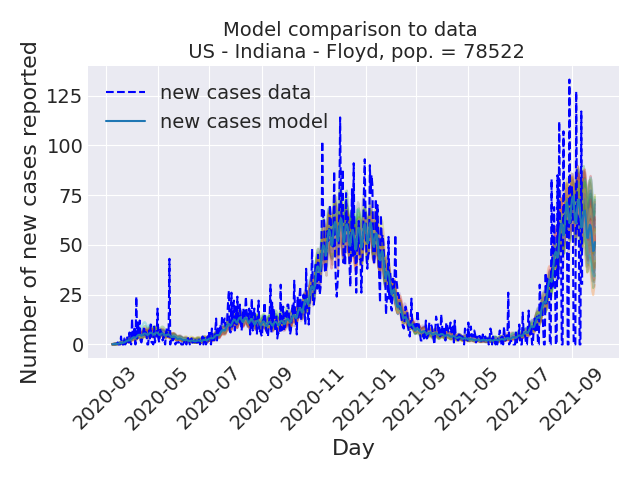 Model comparison to data
US - Indiana - Floyd, pop. = 78522
new cases data
new cases model
Number of new cases reported
125
100
75
50
25
0
2020-03
2020-05
2020-07
2020-09
2020-11
2021-01
2021-03
2021-05
2021-07
2021-09
Day